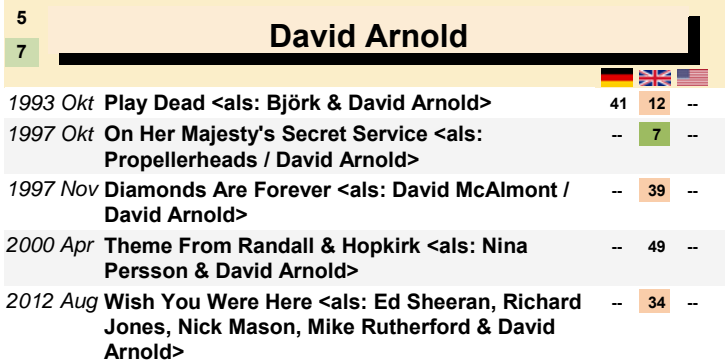 5
7
David Arnold
1993 Okt Play Dead <als: Björk & David Arnold> 41 12 --
1997 Okt On Her Majesty's Secret Service <als: -- 7 --
Propellerheads / David Arnold>
1997 Nov Diamonds Are Forever <als: David McAlmont / -- 39 --
David Arnold>
2000 Apr Theme From Randall & Hopkirk <als: Nina -- 49 --
Persson & David Arnold>
2012 Aug Wish You Were Here <als: Ed Sheeran, Richard -- 34 --
Jones, Nick Mason, Mike Rutherford & David
Arnold>